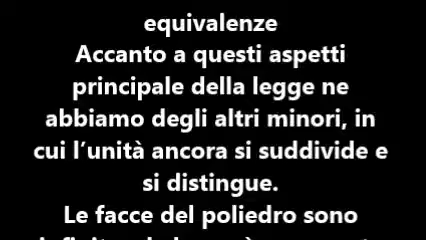 equivalenze
Accanto a questi aspetti
principale della legge ne
abbiamo degli altri minori, in
cui l’unità ancora si suddivide e
si distingue.
Le facce del poliedro sono